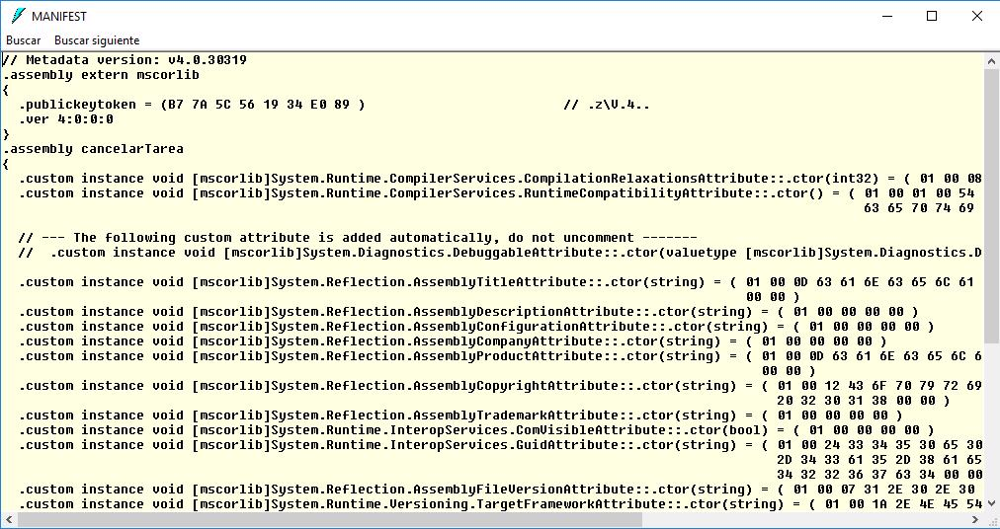 MANIFEST
Buscar Buscar siguiente
// Metadata version: v4.0.30319
.assembly extern mscorlib
{
  .publickeytoken = (B7 7A 5C 56 19 34 E0 89 )                         // .z\V.4..
  .ver 4:0:0:0
}
.assembly cancelarTarea
{
  .custom instance void [mscorlib]System.Runtime.CompilerServices.CompilationRelaxationsAttribute::.ctor(int32) = ( 01 00 08
  .custom instance void [mscorlib]System.Runtime.CompilerServices.RuntimeCompatibilityAttribute::.ctor() = ( 01 00 01 00 54
                                                                                                             63 65 70 74 69
  // --- The following custom attribute is added automatically, do not uncomment -------
  //  .custom instance void [mscorlib]System.Diagnostics.DebuggableAttribute::.ctor(valuetype [mscorlib]System.Diagnostics.D
  .custom instance void [mscorlib]System.Reflection.AssemblyTitleAttribute::.ctor(string) = ( 01 00 0D 63 61 6E 63 65 6C 61
                                                                                              00 00 )
  .custom instance void [mscorlib]System.Reflection.AssemblyDescriptionAttribute::.ctor(string) = ( 01 00 00 00 00 )
  .custom instance void [mscorlib]System.Reflection.AssemblyConfigurationAttribute::.ctor(string) = ( 01 00 00 00 00 )
  .custom instance void [mscorlib]System.Reflection.AssemblyCompanyAttribute::.ctor(string) = ( 01 00 00 00 00 )
  .custom instance void [mscorlib]System.Reflection.AssemblyProductAttribute::.ctor(string) = ( 01 00 0D 63 61 6E 63 65 6C 6
                                                                                                00 00 )
  .custom instance void [mscorlib]System.Reflection.AssemblyCopyrightAttribute::.ctor(string) = ( 01 00 12 43 6F 70 79 72 69
                                                                                                  20 32 30 31 38 00 00 )
  .custom instance void [mscorlib]System.Reflection.AssemblyTrademarkAttribute::.ctor(string) = ( 01 00 00 00 00 )
  .custom instance void [mscorlib]System.Runtime.InteropServices.ComVisibleAttribute::.ctor(bool) = ( 01 00 00 00 00 )
  .custom instance void [mscorlib]System.Runtime.InteropServices.GuidAttribute::.ctor(string) = ( 01 00 24 33 34 35 30 65 30
                                                                                                  2D 34 33 61 35 2D 38 61 65
                                                                                                  34 32 32 36 37 63 34 00 00
  .custom instance void [mscorlib]System.Reflection.AssemblyFileVersionAttribute::.ctor(string) = ( 01 00 07 31 2E 30 2E 30
  .custom instance void [mscorlib]System.Runtime.Versioning.TargetFrameworkAttribute::.ctor(string) = ( 01 00 1A 2E 4E 45 54